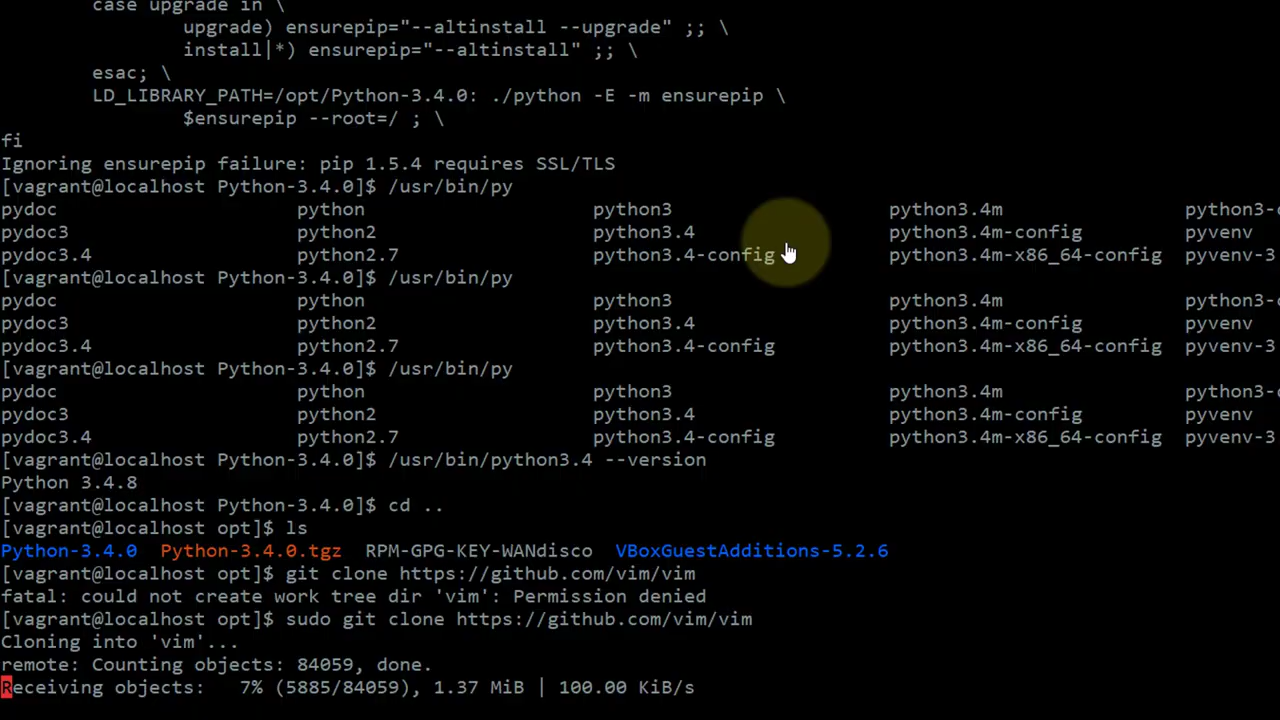 case upgrade in \
upgrade) ensurepip="--altinstall --upgrade" ;; \
install|*) ensurepip="--altinstall" ;; \
esac; \
LD_LIBRARY_PATH=/opt/Python-3.4.0: ./python -E -m ensurepip \
$ensurepip --root=/ ; \
fi
Ignoring ensurepip failure: pip 1.5.4 requires SSL/TLS
[vagrant@localhost Python-3.4.0]$ /usr/bin/py
pydoc python python3 python3.4m python3-
pydoc3 python2 python3.4 python3.4m-config pyvenv
pydoc3.4 python2.7 python3.4-config python3.4m-x86_64-config pyvenv-3
[vagrant@localhost Python-3.4.0]$ /usr/bin/py
pydoc python python3 python3.4m python3-
pydoc3 python2 python3.4 python3.4m-config pyvenv
pydoc3.4 python2.7 python3.4-config python3.4m-x86_64-config pyvenv-3
[vagrant@localhost Python-3.4.0]$ /usr/bin/py
pydoc python python3 python3.4m python3-
pydoc3 python2 python3.4 python3.4m-config pyvenv
pydoc3.4 python2.7 python3.4-config python3.4m-x86_64-config pyvenv-3
[vagrant@localhost Python-3.4.0]$ /usr/bin/python3.4 --version
Python 3.4.8
[vagrant@localhost Python-3.4.0]$ cd ..
[vagrant@localhost opt]$ ls
Python-3.4.0 Python-3.4.0.tgz RPM-GPG-KEY-WANdisco VBoxGuestAdditions-5.2.6
[vagrant@localhost opt]$ git clone https://github.com/vim/vim
fatal: could not create work tree dir 'vim': Permission denied
[vagrant@localhost opt]$ sudo git clone https://github.com/vim/vim
Cloning into 'vim'...
remote: Counting objects: 84059, done.
Receiving objects: 7% (5885/84059), 1.37 MiB | 100.00 KiB/s